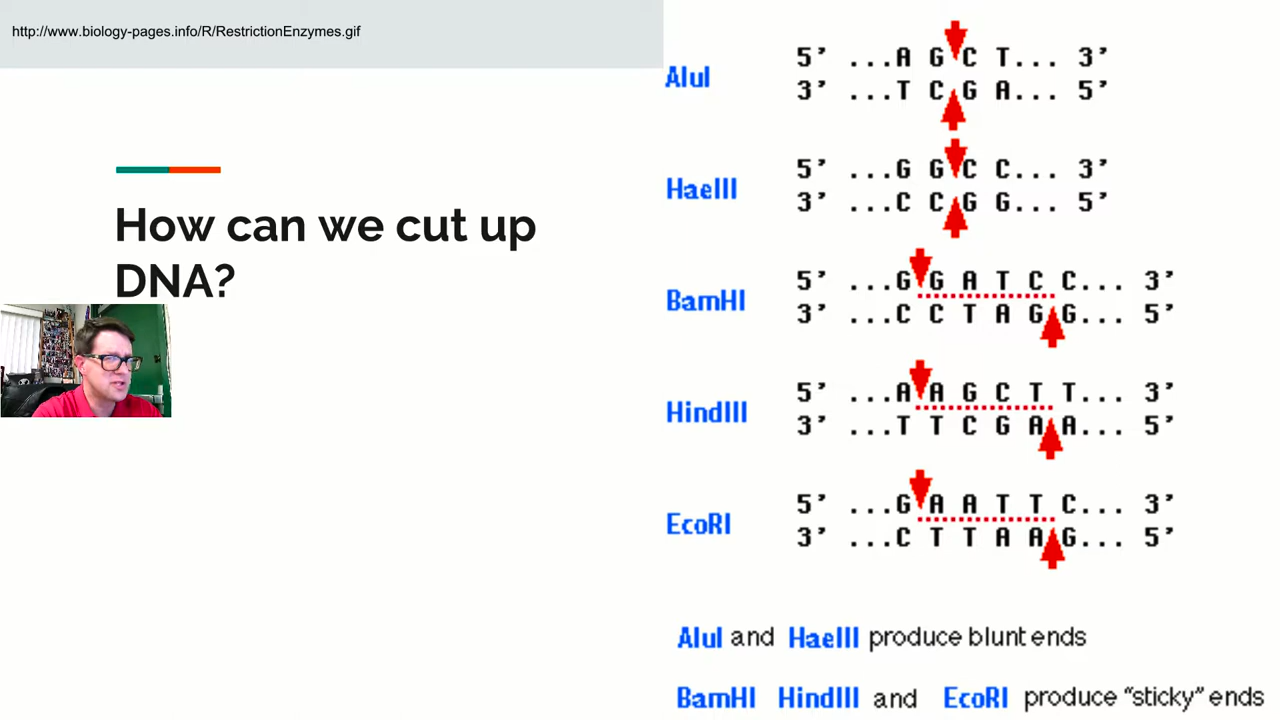 http://www.biology-pages.info/R/RestrictionEnzymes.gif
How can we cut up
DNA?
AluI
5’ ...A G C T... 3’
3’ ...T C G A... 5’
HaeIII
5’ ...G G C C... 3’
3’ ...C C G G... 5’
BamHI
5’ ...G G A T C C... 3’
3’ ...C C T A G G... 5’
HindIII
5’ ...A A G C T T... 3’
3’ ...T T C G A A... 5’
EcoRI
5’ ...G A A T T C... 3’
3’ ...C T T A A G... 5’
AluI and HaeIII produce blunt ends
BamHI HindIII and EcoRI produce “sticky” ends